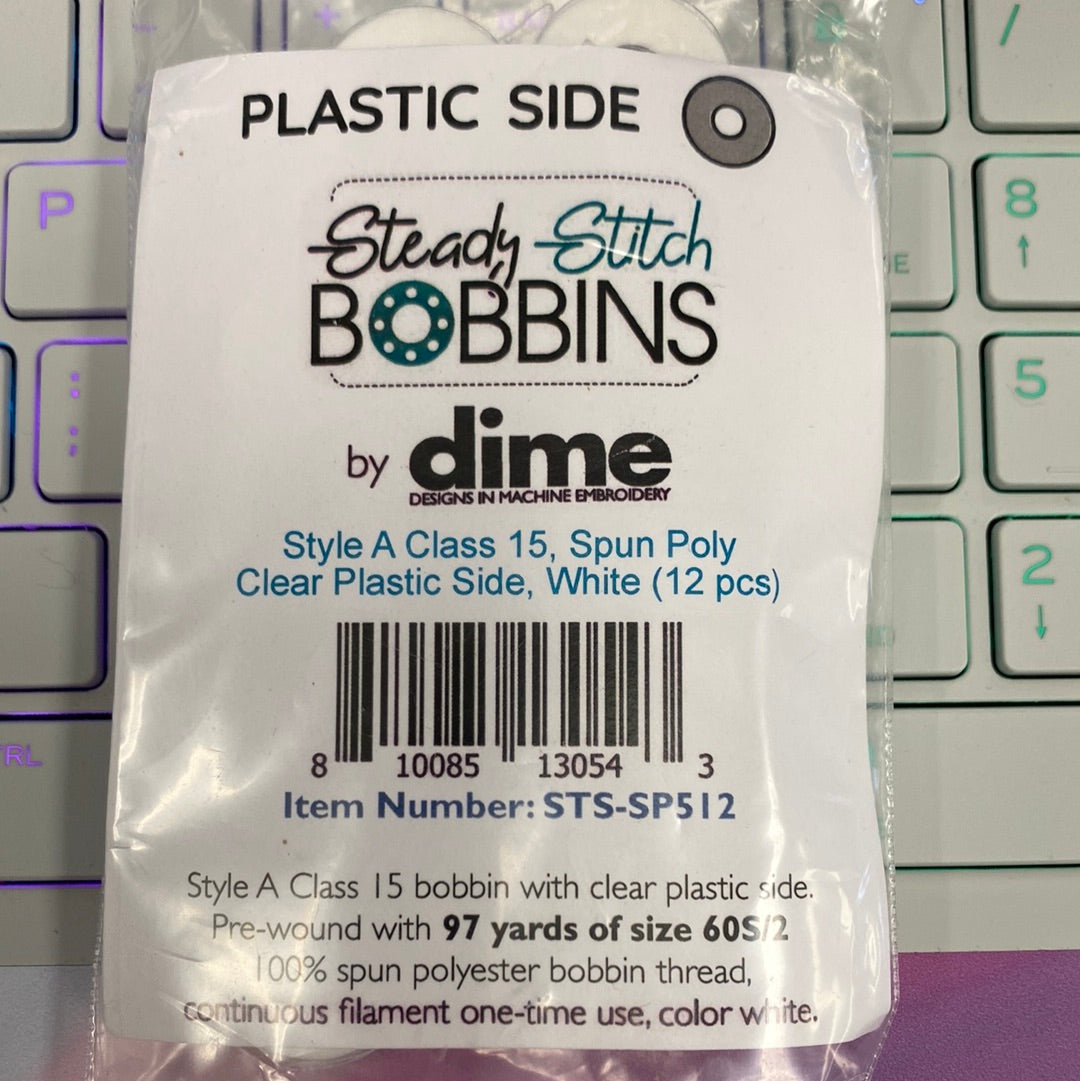 PLASTIC SIDE
Steady Stitch
BOBBINS
by dime
DESIGNS IN MACHINE EMBROIDERY
Style A Class 15, Spun Poly
Clear Plastic Side, White (12 pcs)
8 10085 13054 3
Item Number: STS-SP512
Style A Class 15 bobbin with clear plastic side.
Pre-wound with 97 yards of size 60S/2
100% spun polyester bobbin thread,
continuous filament one-time use, color white.
P
/
8
↑
5
2
↓